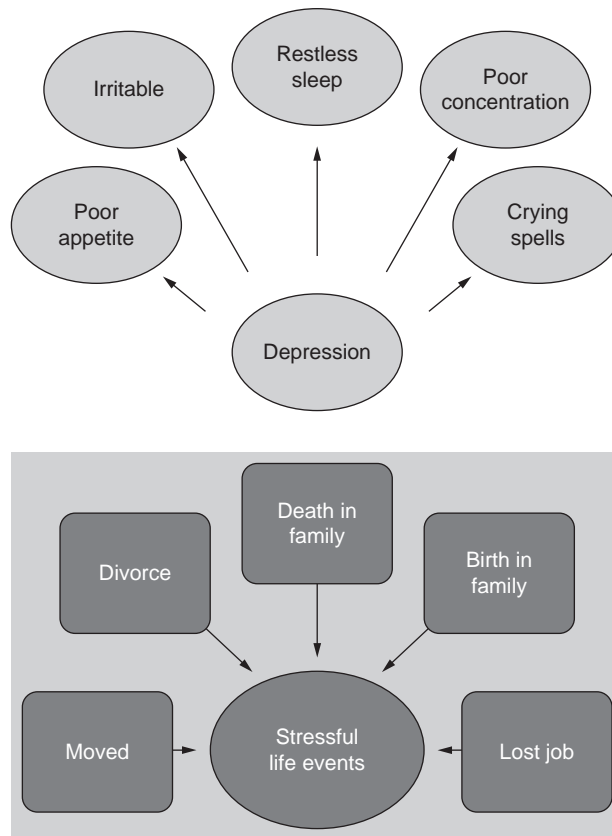 Restless
sleep
Irritable
Poor
concentration
Poor
appetite
Crying
spells
Depression
Death in
family
Divorce
Birth in
family
Moved
Stressful
life events
Lost job